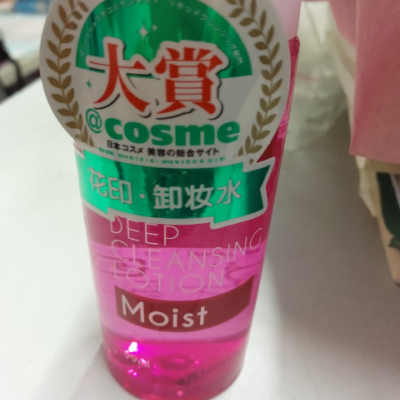 大賞
@cosme
日本コスメ 美容の総合サイト
花印·卸妆水
DEEP
CLEANSING
LOTION
Moist